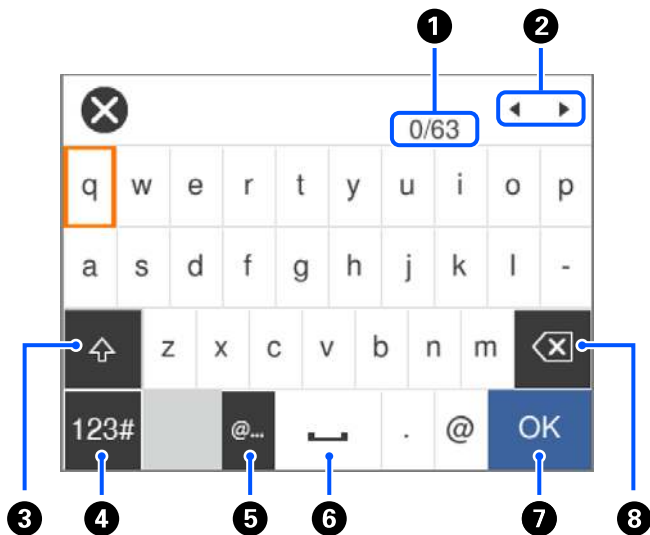 1 2
0/63
q w e r t y u i o p
a s d f g h j k l -
z x c v b n m
123# @... . @ OK
3 4 5 6 7 8